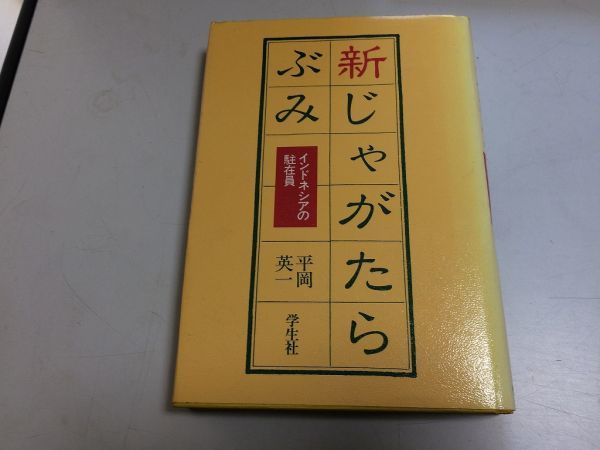 新じゃがたら
ぶみ
インドネシアの
駐在員
平岡
英一
学生社